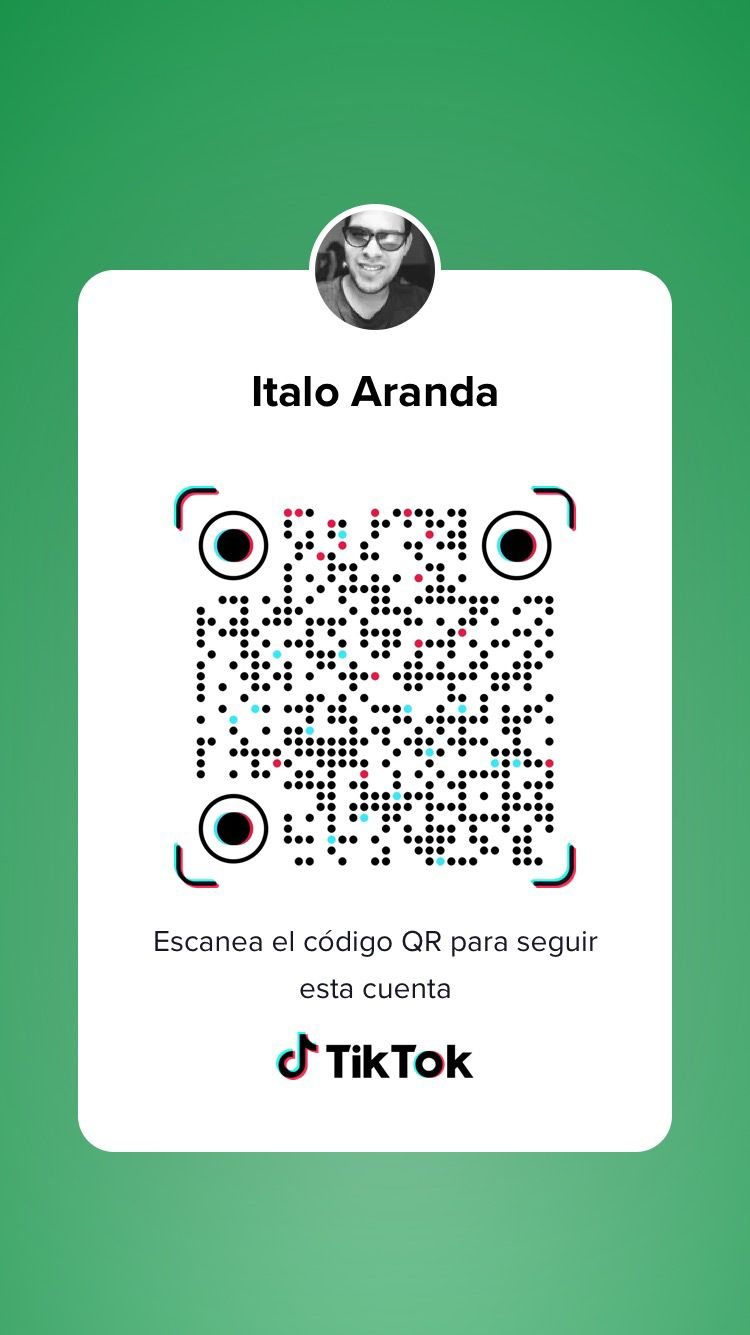 Italo Aranda
Escanea el código QR para seguir
esta cuenta
TikTok